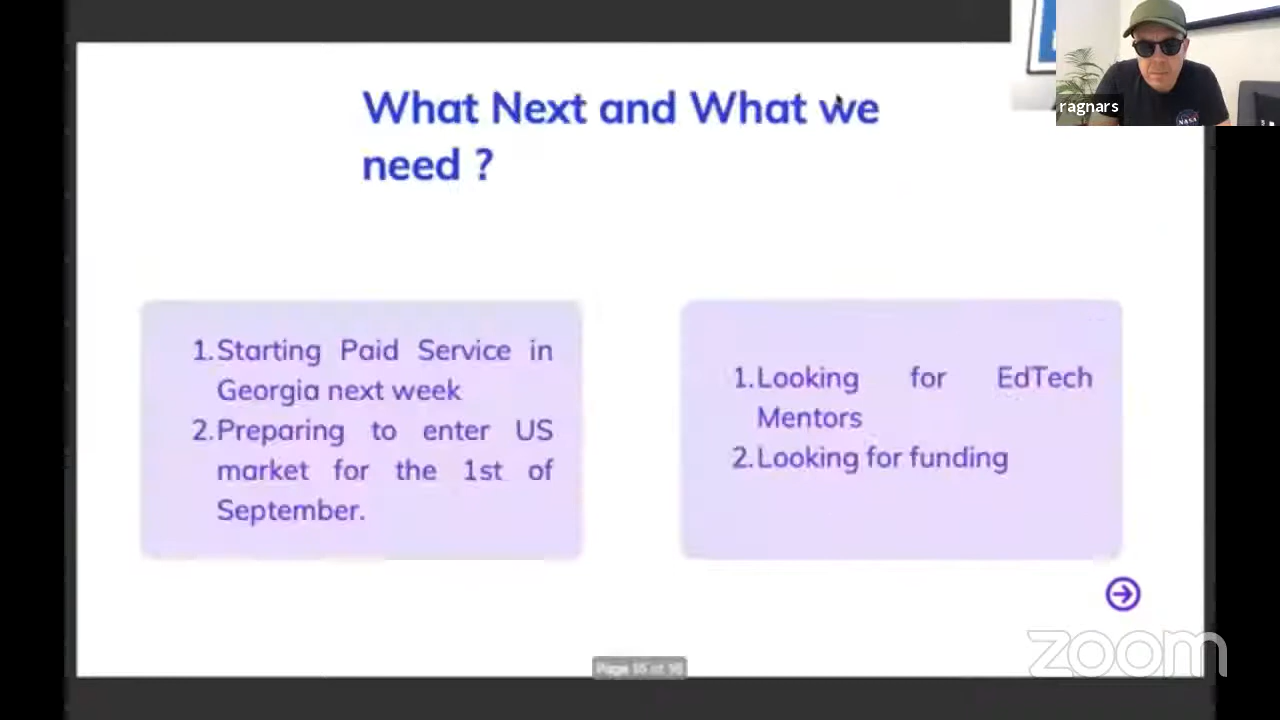 What Next and What we
need ?
ragnars
NASA
1. Starting Paid Service in
Georgia next week
2. Preparing to enter US
market for the 1st of
September.
1. Looking for EdTech
Mentors
2. Looking for funding
zoom